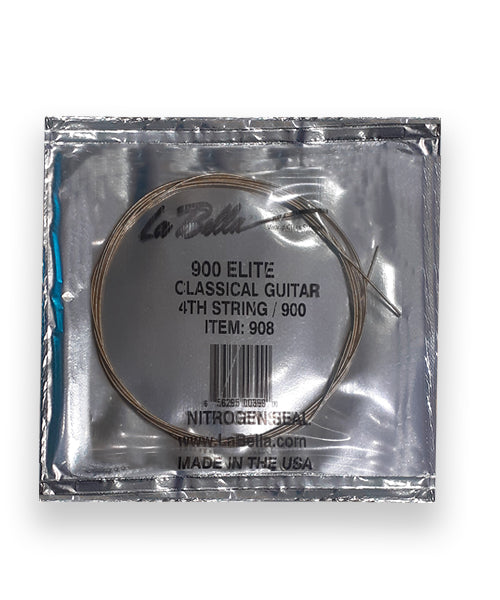 La Bella
900 ELITE
CLASSICAL GUITAR
4TH STRING / 900
ITEM: 908
NITROGEN SEAL
www.LaBella.com
MADE IN THE USA